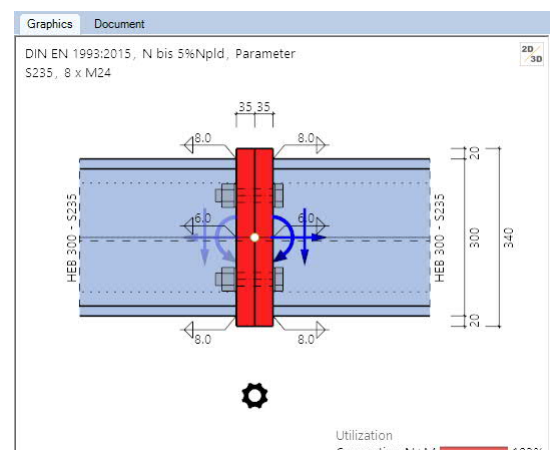 Graphics Document
DIN EN 1993:2015, N bis 5%Npld, Parameter
S235, 8 x M24
2D
3D
35 35
8.0 8.0
20
HEB 300 - S235
6.0 6.0
HEB 300 - S235
300
340
8.0 8.0
20
Utilization